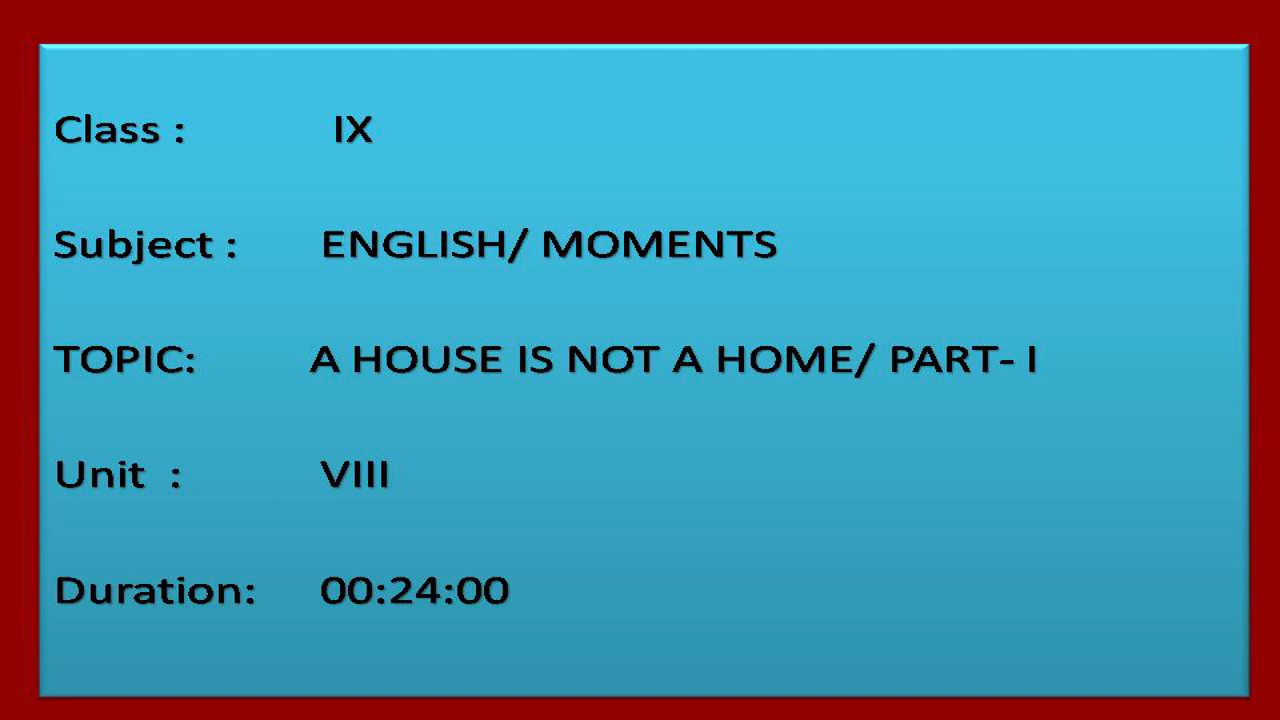 Class : IX
Subject : ENGLISH/ MOMENTS
TOPIC: A HOUSE IS NOT A HOME/ PART- I
Unit : VIII
Duration: 00:24:00